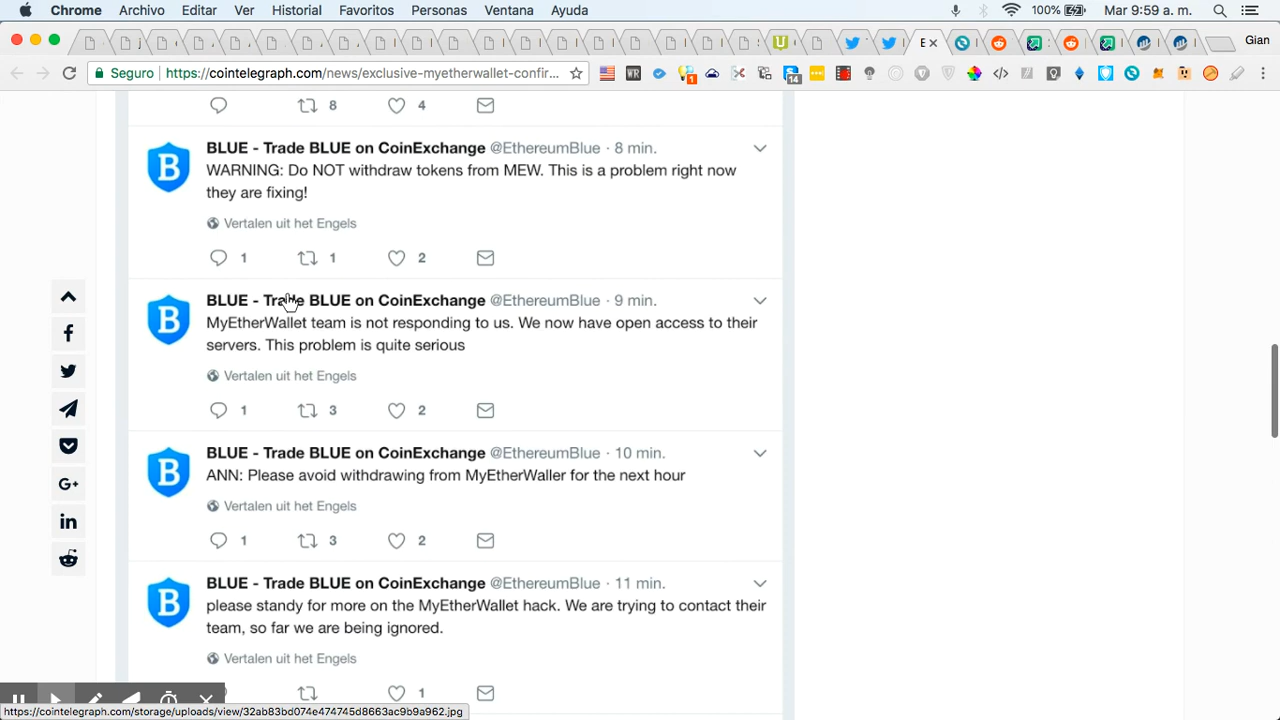 Chrome Archivo Editar Ver Historial Favoritos Personas Ventana Ayuda 100% Mar 9:59 a. m.
E × Gian
Seguro https://cointelegraph.com/news/exclusive-myetherwallet-confir...
WR 1 14
8 4
BLUE - Trade BLUE on CoinExchange @EthereumBlue · 8 min.
WARNING: Do NOT withdraw tokens from MEW. This is a problem right now
they are fixing!
Vertalen uit het Engels
1 1 2
BLUE - Trade BLUE on CoinExchange @EthereumBlue · 9 min.
MyEtherWallet team is not responding to us. We now have open access to their
servers. This problem is quite serious
Vertalen uit het Engels
1 3 2
BLUE - Trade BLUE on CoinExchange @EthereumBlue · 10 min.
ANN: Please avoid withdrawing from MyEtherWaller for the next hour
Vertalen uit het Engels
1 3 2
BLUE - Trade BLUE on CoinExchange @EthereumBlue · 11 min.
please standy for more on the MyEtherWallet hack. We are trying to contact their
team, so far we are being ignored.
Vertalen uit het Engels
1
https://cointelegraph.com/storage/uploads/view/32ab83bd074e474745d8663ac9b9a962.jpg